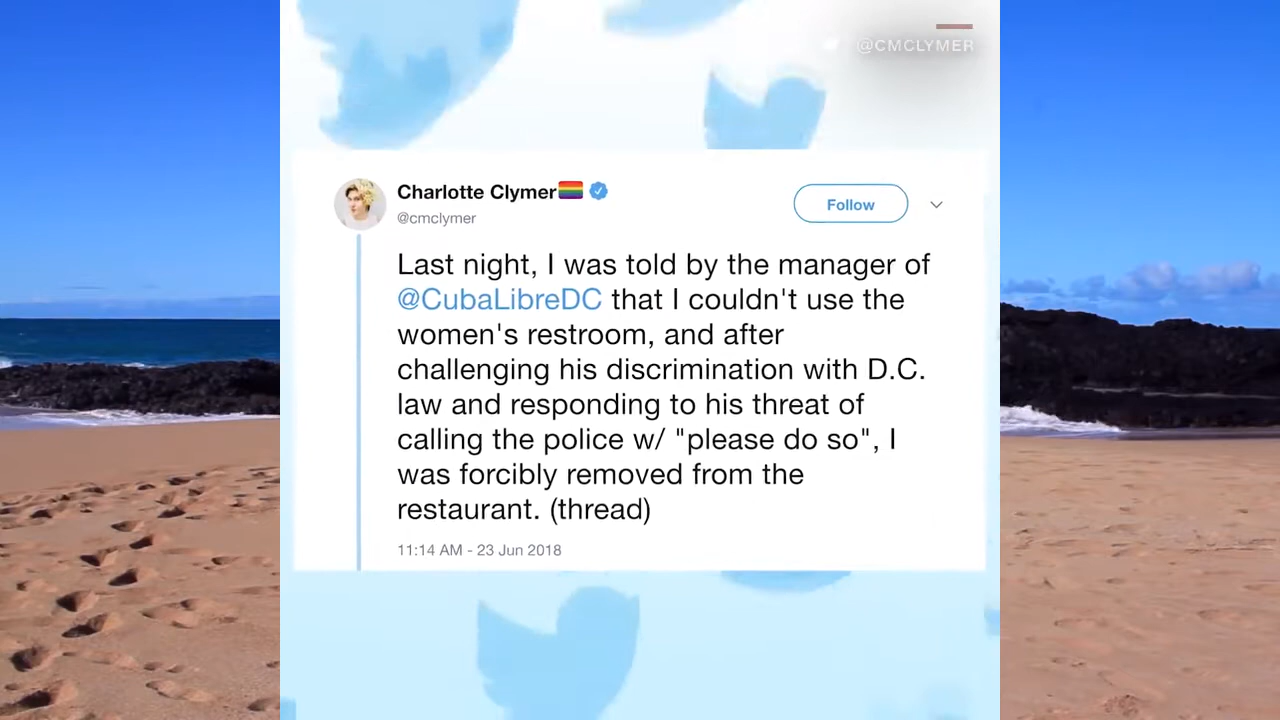 @CMCLYMER
Charlotte Clymer
@cmclymer
Follow
Last night, I was told by the manager of
@CubaLibreDC that I couldn't use the
women's restroom, and after
challenging his discrimination with D.C.
law and responding to his threat of
calling the police w/ "please do so", I
was forcibly removed from the
restaurant. (thread)
11:14 AM - 23 Jun 2018